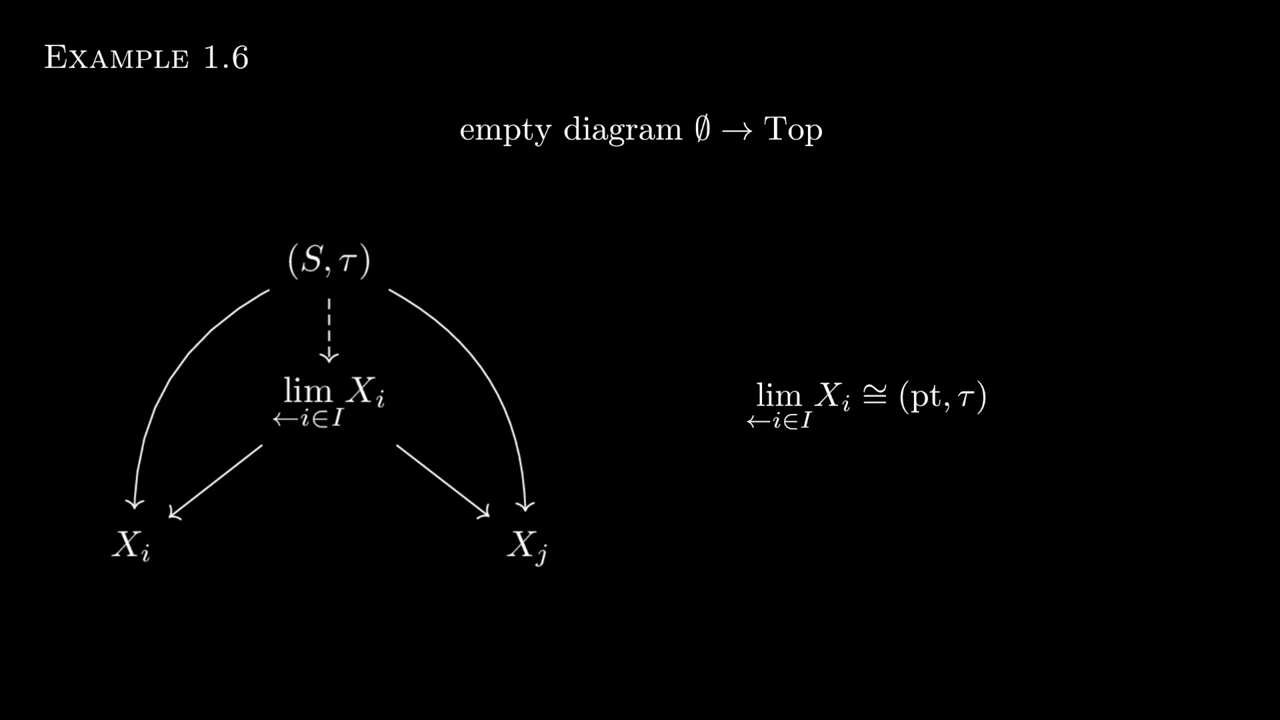 Example 1.6
empty diagram ∅ → Top
(S, τ)
lim X_i
←i∈I
lim X_i ≅ (pt, τ)
←i∈I
X_i
X_j